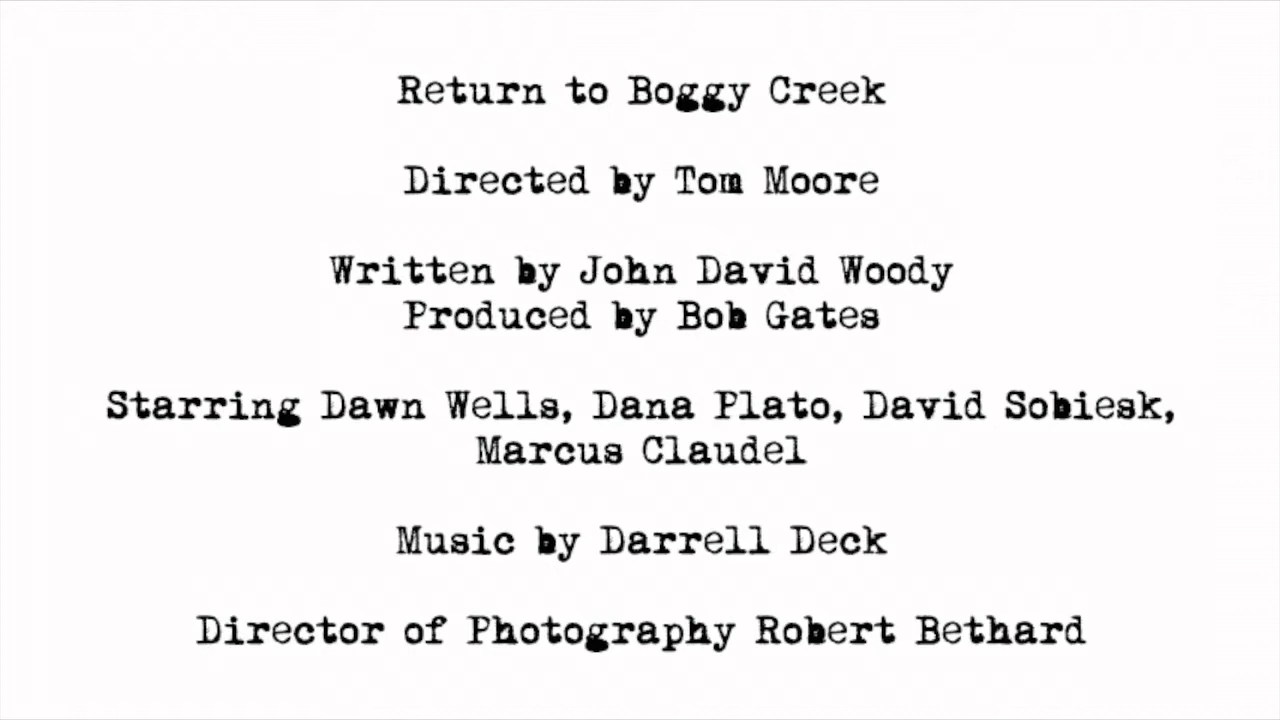 Return to Boggy Creek
Directed by Tom Moore
Written by John David Woody
Produced by Bob Gates
Starring Dawn Wells, Dana Plato, David Sobiesk,
Marcus Claudel
Music by Darrell Deck
Director of Photography Robert Bethard